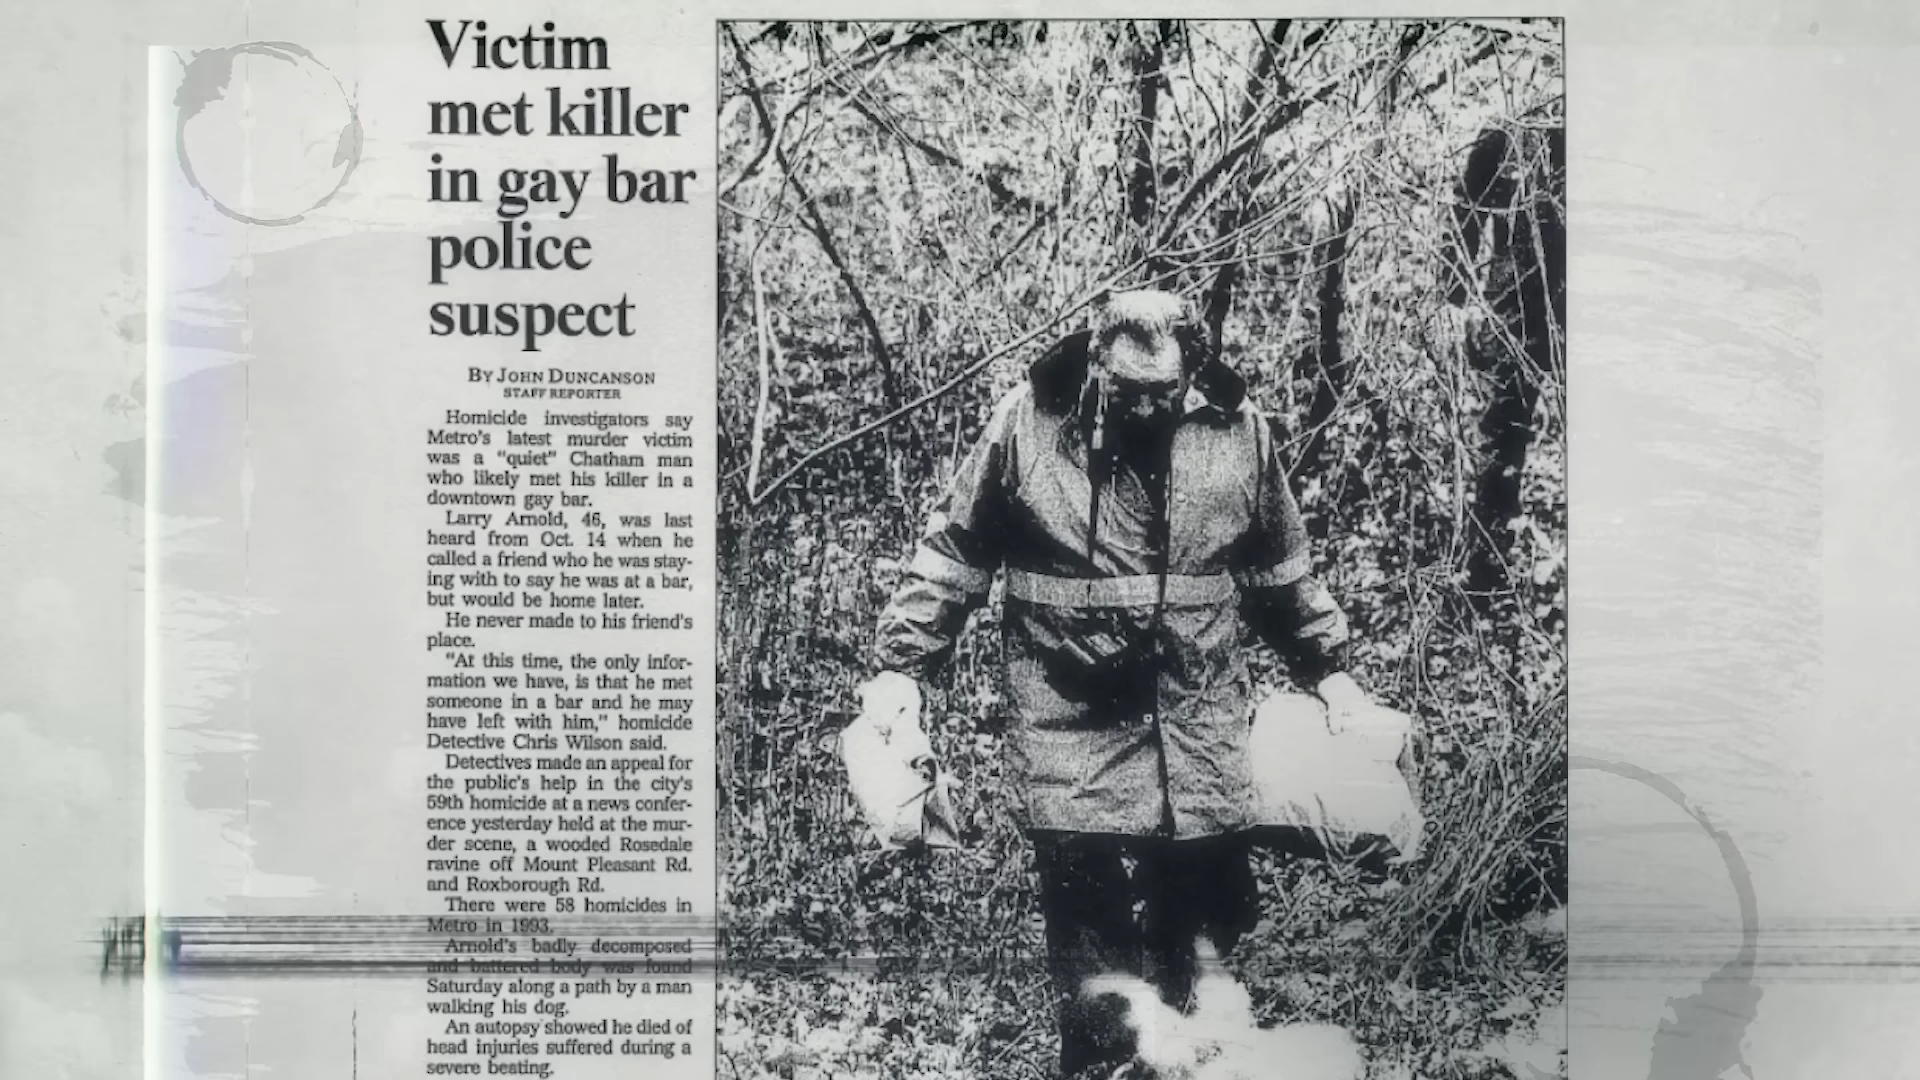 Victim
met killer
in gay bar
police
suspect
BY JOHN DUNCANSON
STAFF REPORTER
Homicide investigators say
Metro's latest murder victim
was a "quiet" Chatham man
who likely met his killer in a
downtown gay bar.
Larry Arnold, 46, was last
heard from Oct. 14 when he
called a friend who he was stay-
ing with to say he was at a bar,
but would be home later.
He never made to his friend's
place.
"At this time, the only infor-
mation we have, is that he met
someone in a bar and he may
have left with him," homicide
Detective Chris Wilson said.
Detectives made an appeal for
the public's help in the city's
59th homicide at a news confer-
ence yesterday held at the mur-
der scene, a wooded Rosedale
ravine off Mount Pleasant Rd.
and Roxborough Rd.
There were 58 homicides in
Metro in 1993.
Arnold's badly decomposed
and battered body was found
Saturday along a path by a man
walking his dog.
An autopsy showed he died of
head injuries suffered during a
severe beating.